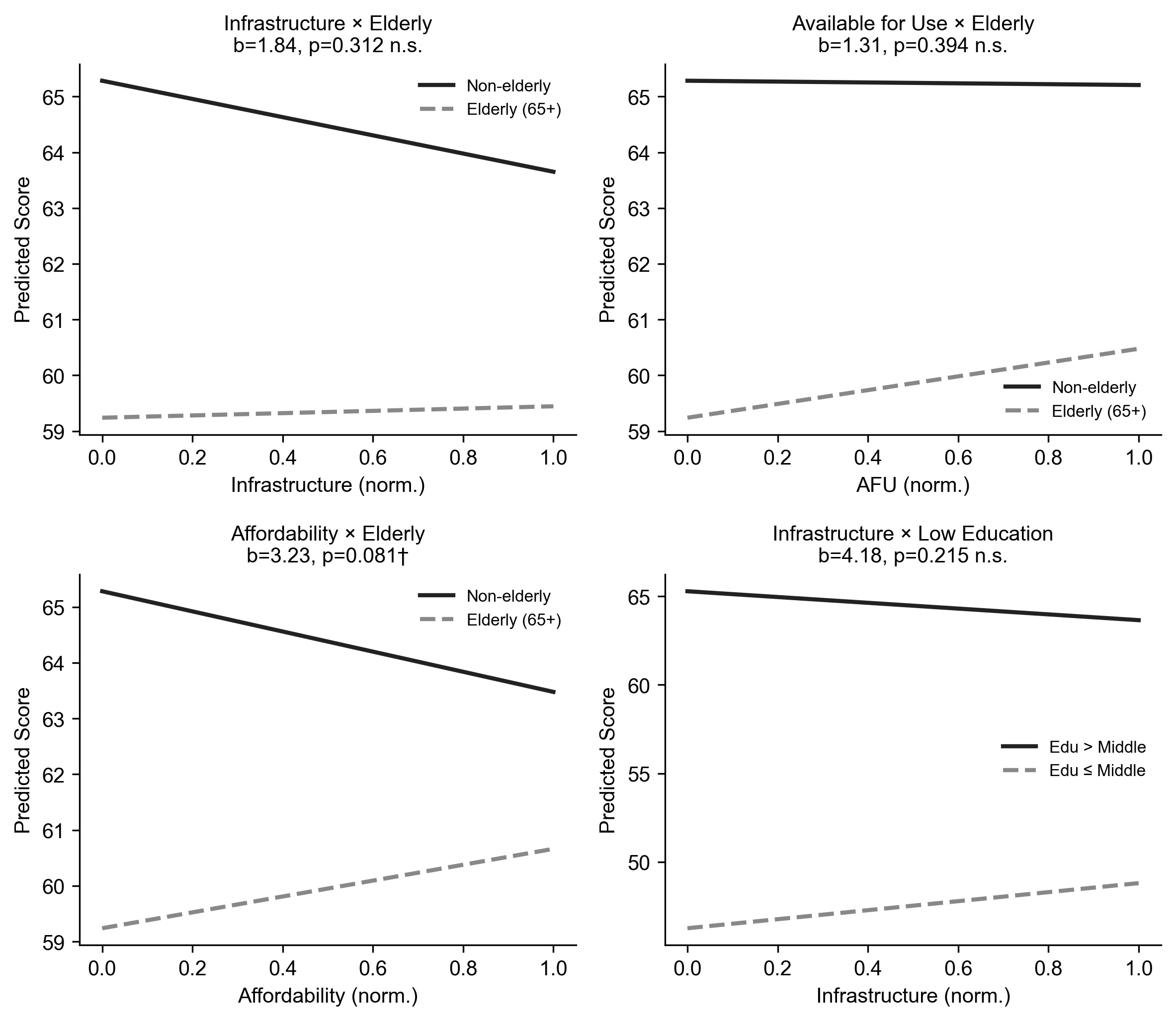 Infrastructure × Elderly
b=1.84, p=0.312 n.s.
Non-elderly
Elderly (65+)
Predicted Score
65
64
63
62
61
60
59
0.0 0.2 0.4 0.6 0.8 1.0
Infrastructure (norm.)
Available for Use × Elderly
b=1.31, p=0.394 n.s.
Predicted Score
65
64
63
62
61
60
59
Non-elderly
Elderly (65+)
0.0 0.2 0.4 0.6 0.8 1.0
AFU (norm.)
Affordability × Elderly
b=3.23, p=0.081†
Non-elderly
Elderly (65+)
Predicted Score
65
64
63
62
61
60
59
0.0 0.2 0.4 0.6 0.8 1.0
Affordability (norm.)
Infrastructure × Low Education
b=4.18, p=0.215 n.s.
Predicted Score
65
60
55
50
Edu > Middle
Edu ≤ Middle
0.0 0.2 0.4 0.6 0.8 1.0
Infrastructure (norm.)